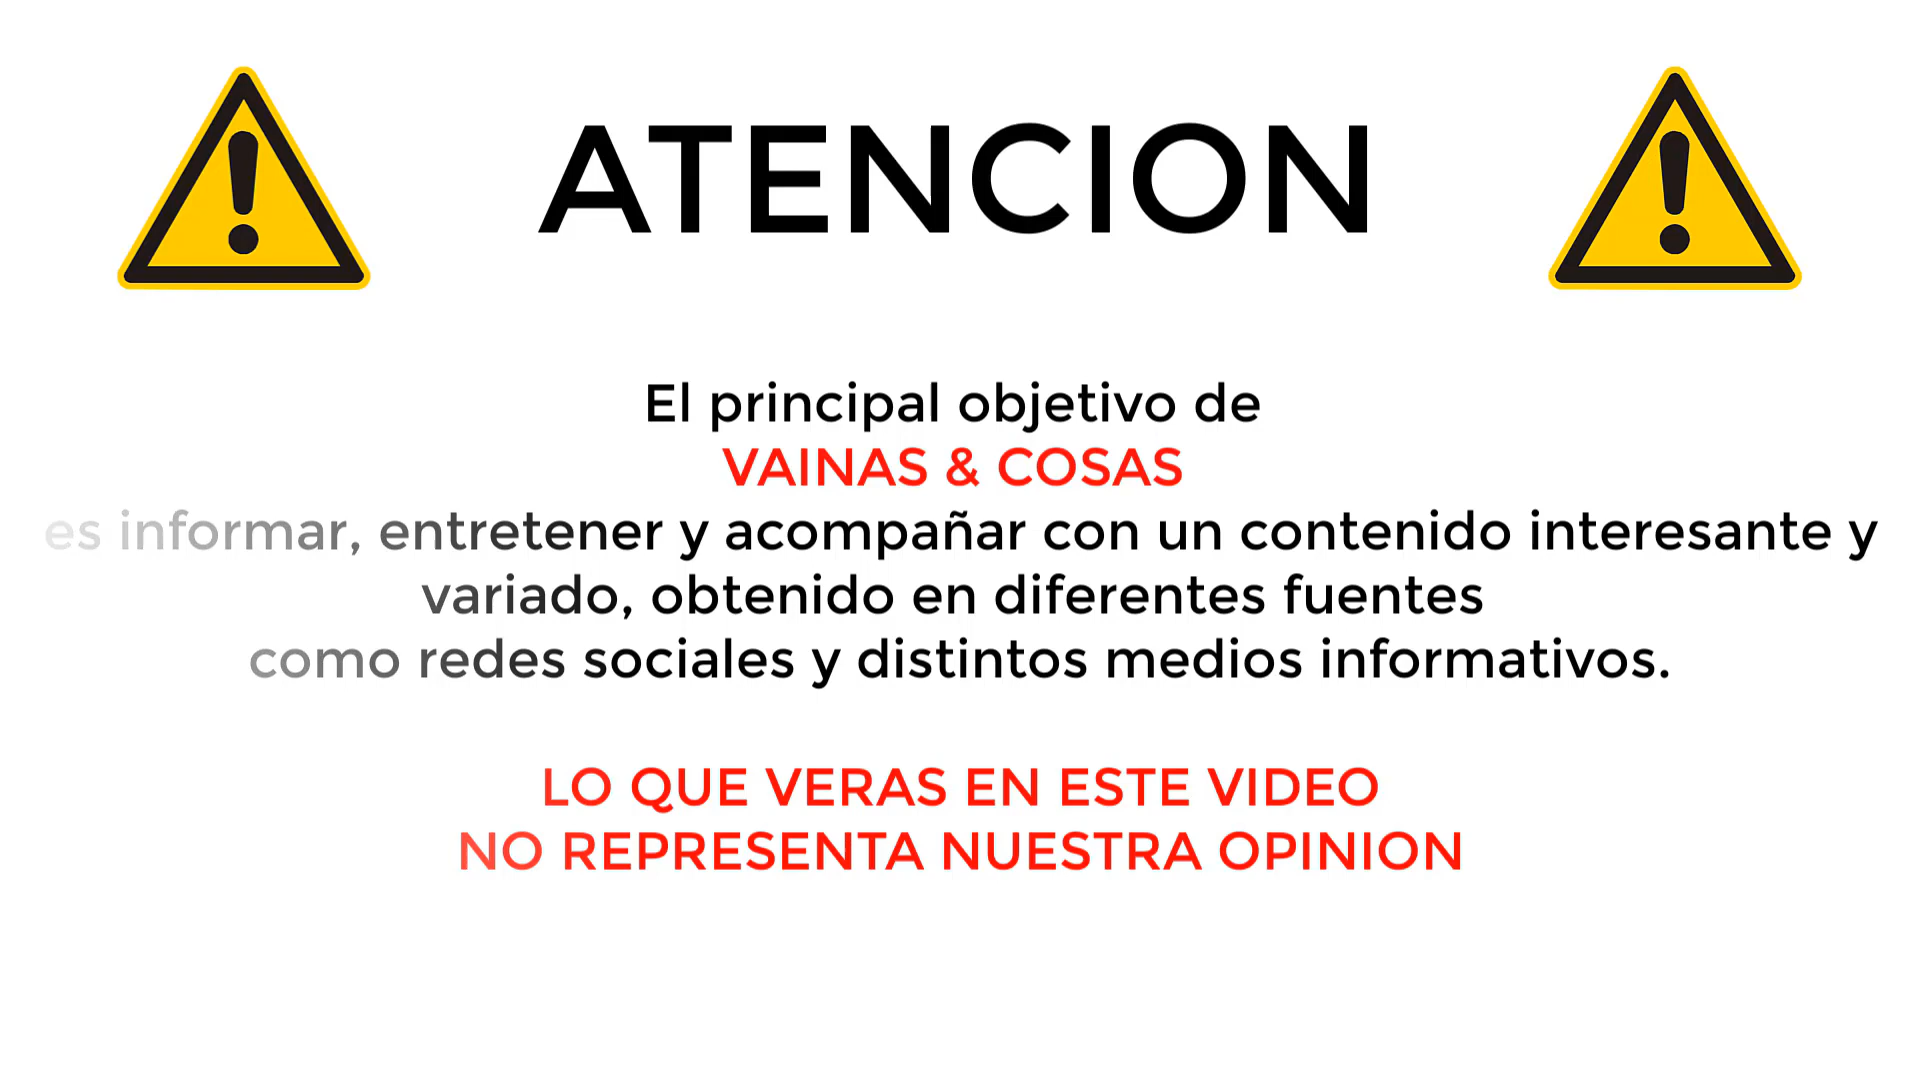 ATENCION
El principal objetivo de
VAINAS & COSAS
es informar, entretener y acompañar con un contenido interesante y
variado, obtenido en diferentes fuentes
como redes sociales y distintos medios informativos.
LO QUE VERAS EN ESTE VIDEO
NO REPRESENTA NUESTRA OPINION